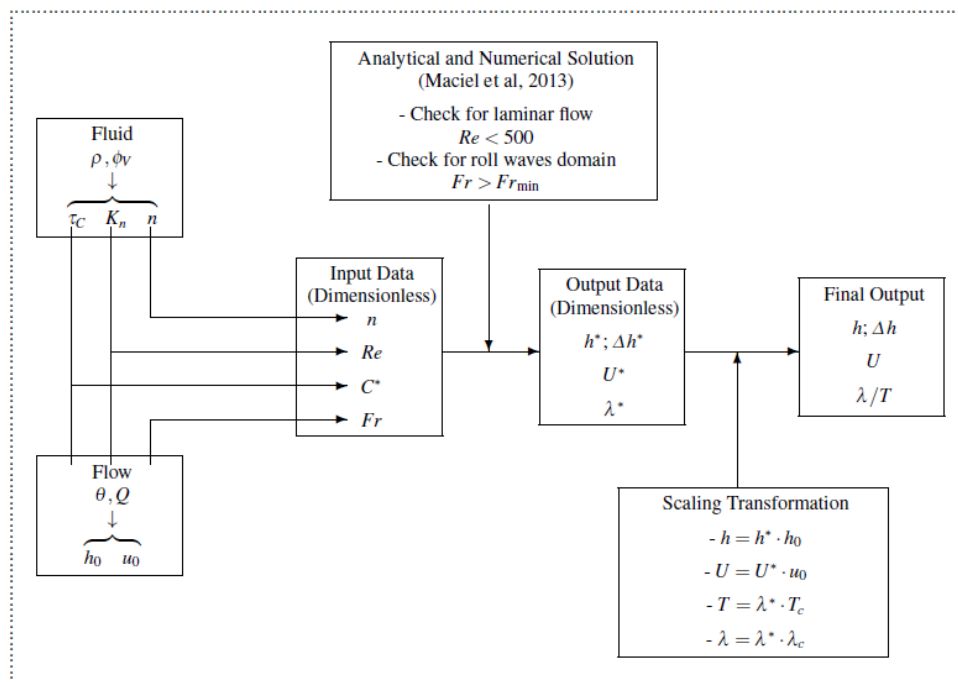 Analytical and Numerical Solution
(Maciel et al, 2013)
- Check for laminar flow
Re < 500
- Check for roll waves domain
Fr > Fr_min
Fluid
ρ, ϕ_V
↓
τ_C K_n n
Input Data
(Dimensionless)
n
Re
C*
Fr
Output Data
(Dimensionless)
h*; Δh*
U*
λ*
Final Output
h; Δh
U
λ/T
Flow
θ, Q
↓
h_0 u_0
Scaling Transformation
- h = h* · h_0
- U = U* · u_0
- T = λ* · T_c
- λ = λ* · λ_c